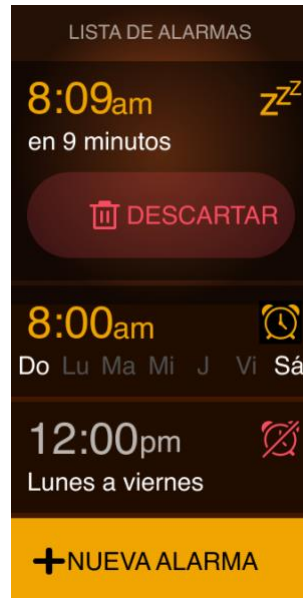 LISTA DE ALARMAS
8:09am
zzZ
en 9 minutos
DESCARTAR
8:00am
Do Lu Ma Mi J Vi Sá
12:00pm
Lunes a viernes
+NUEVA ALARMA